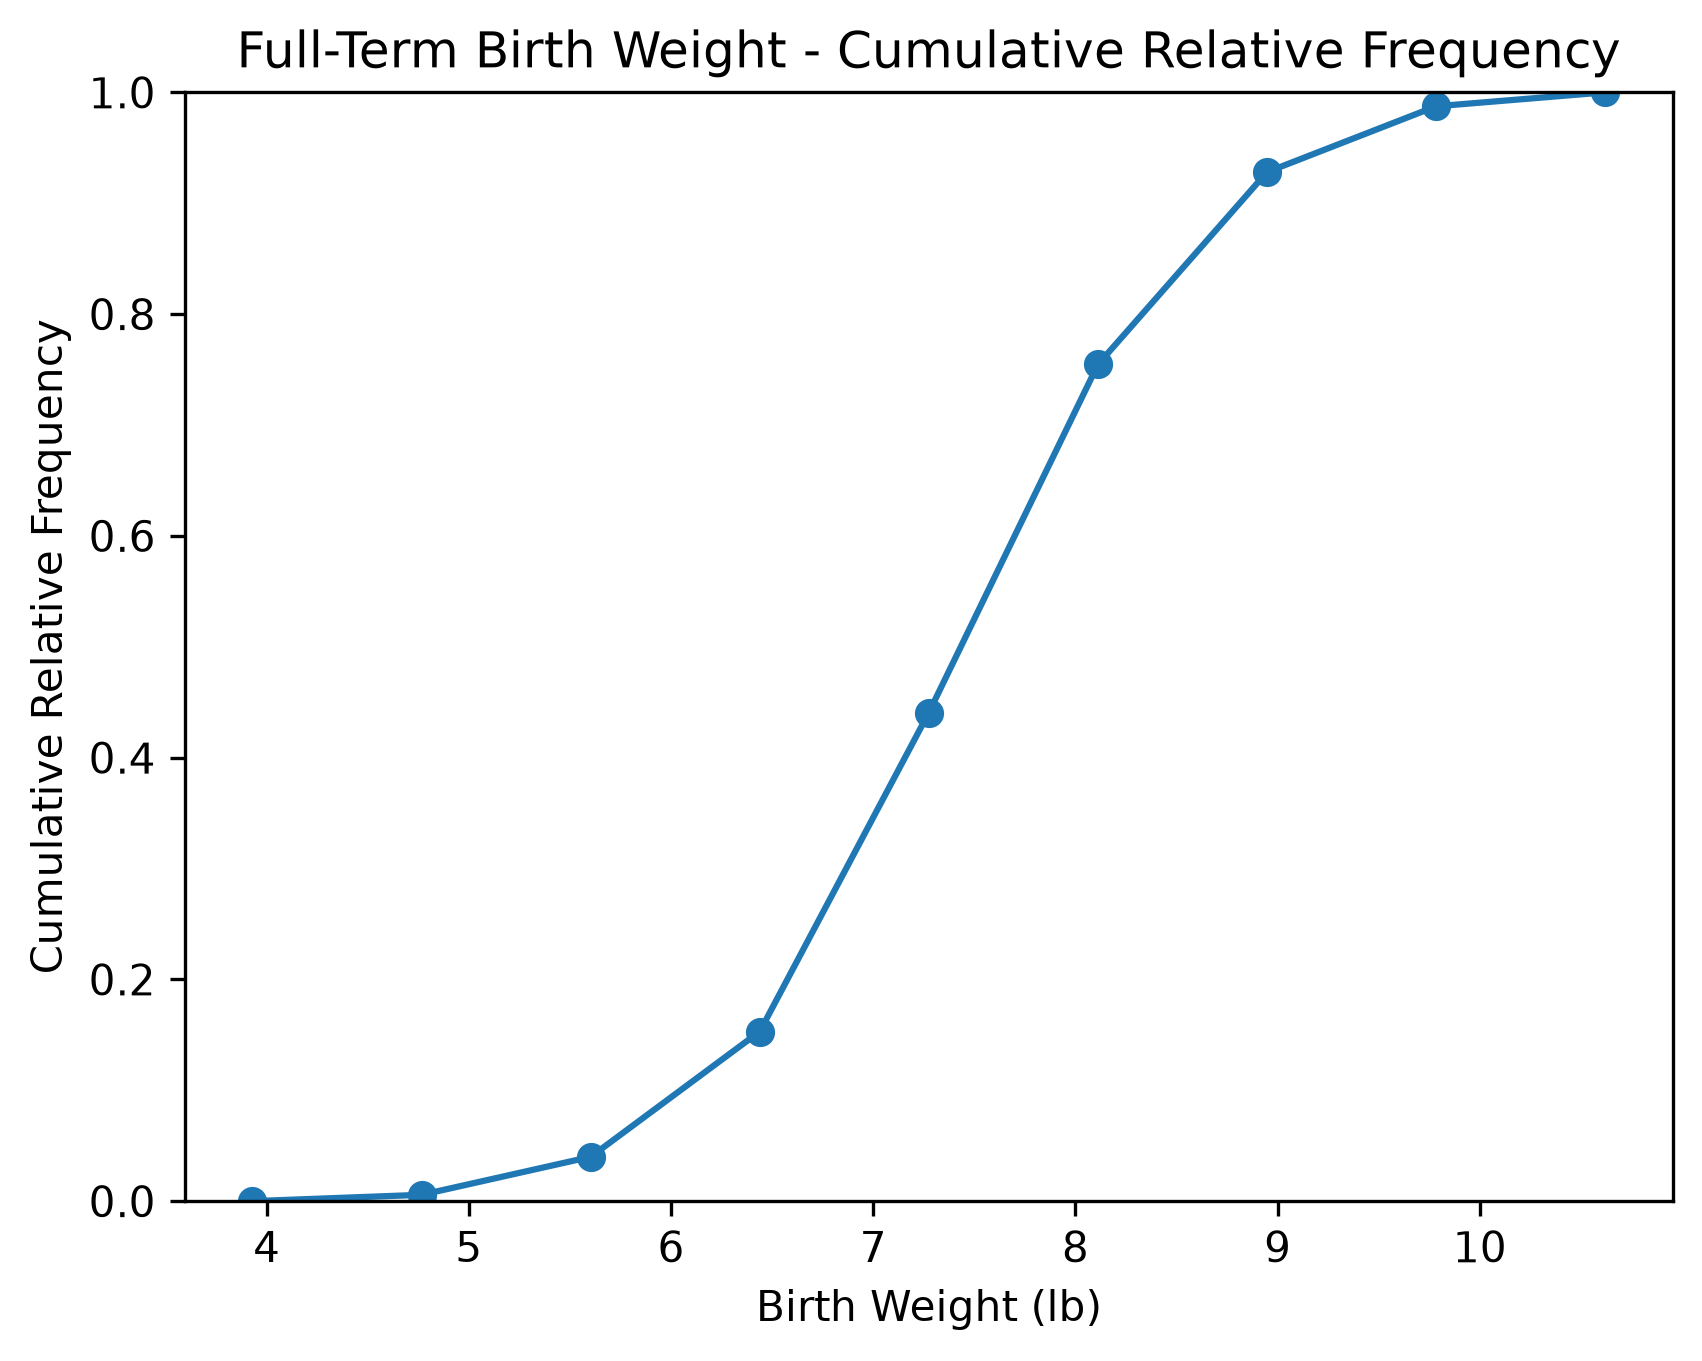 Full-Term Birth Weight - Cumulative Relative Frequency
1.0
0.8
0.6
0.4
0.2
0.0
Cumulative Relative Frequency
4 5 6 7 8 9 10
Birth Weight (lb)